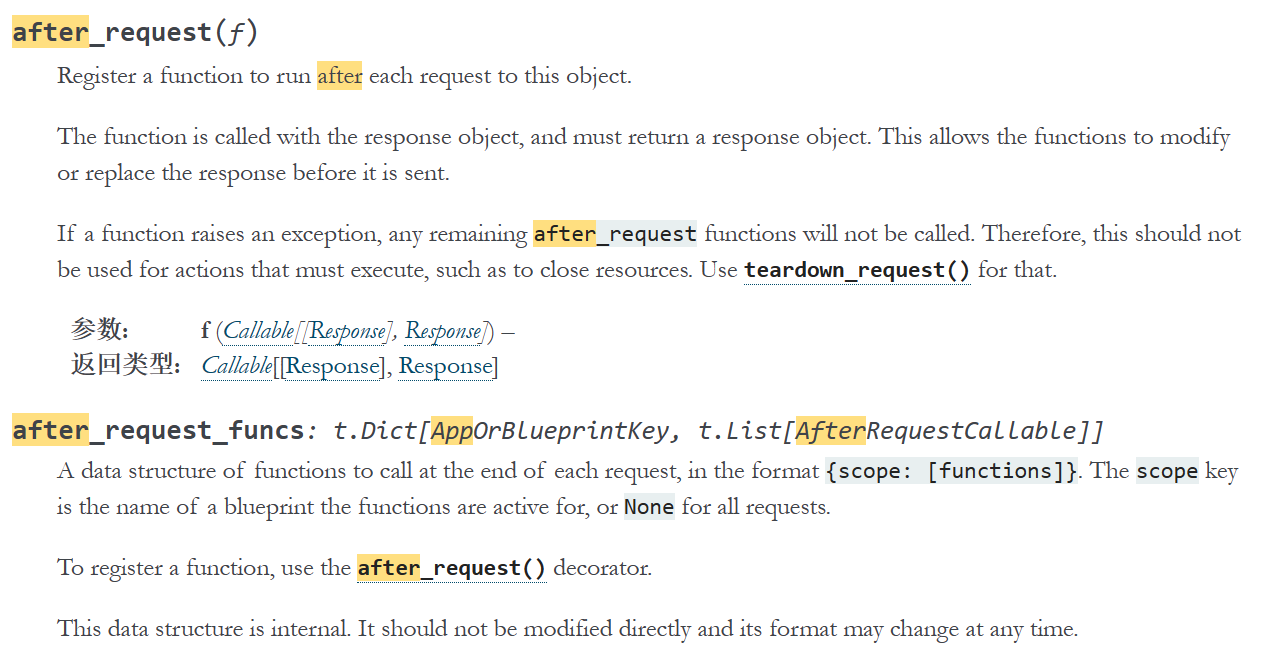 after_request(f)
Register a function to run after each request to this object.
The function is called with the response object, and must return a response object. This allows the functions to modify
or replace the response before it is sent.
If a function raises an exception, any remaining after_request functions will not be called. Therefore, this should not
be used for actions that must execute, such as to close resources. Use teardown_request() for that.
参数: f (Callable[[Response], Response]) –
返回类型: Callable[[Response], Response]
after_request_funcs: t.Dict[AppOrBlueprintKey, t.List[AfterRequestCallable]]
A data structure of functions to call at the end of each request, in the format {scope: [functions]}. The scope key
is the name of a blueprint the functions are active for, or None for all requests.
To register a function, use the after_request() decorator.
This data structure is internal. It should not be modified directly and its format may change at any time.